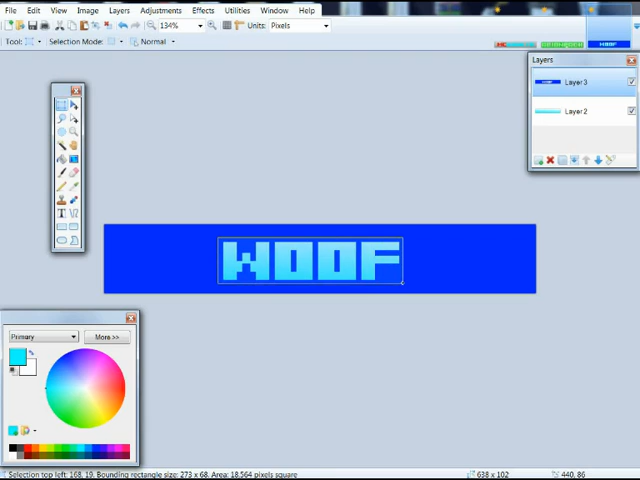 File Edit View Image Layers Adjustments Effects Utilities Window Help
134% Units: Pixels
Tool: Selection Mode: Normal
WOOF
Layers
Layer 3
Layer 2
WOOF
Primary More >>
Selection top left: 168, 19. Bounding rectangle size: 273 x 68. Area: 18,564 pixels square 638 x 102 440, 86